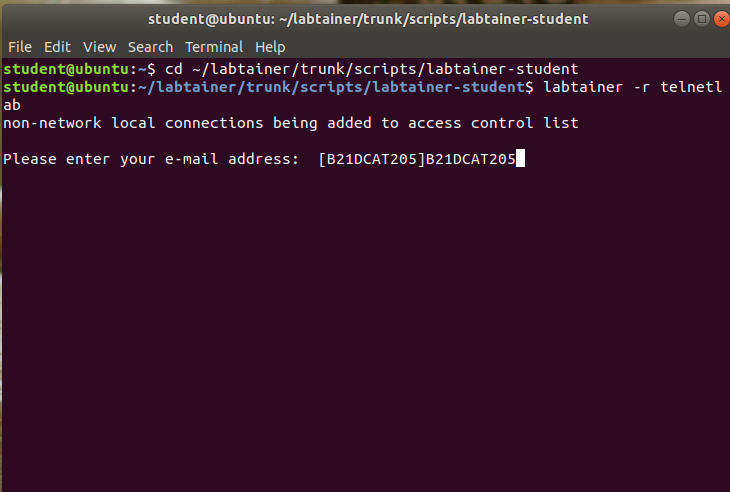 student@ubuntu: ~/labtainer/trunk/scripts/labtainer-student
File Edit View Search Terminal Help
student@ubuntu:~$ cd ~/labtainer/trunk/scripts/labtainer-student
student@ubuntu:~/labtainer/trunk/scripts/labtainer-student$ labtainer -r telnetl
ab
non-network local connections being added to access control list
Please enter your e-mail address:  [B21DCAT205]B21DCAT205